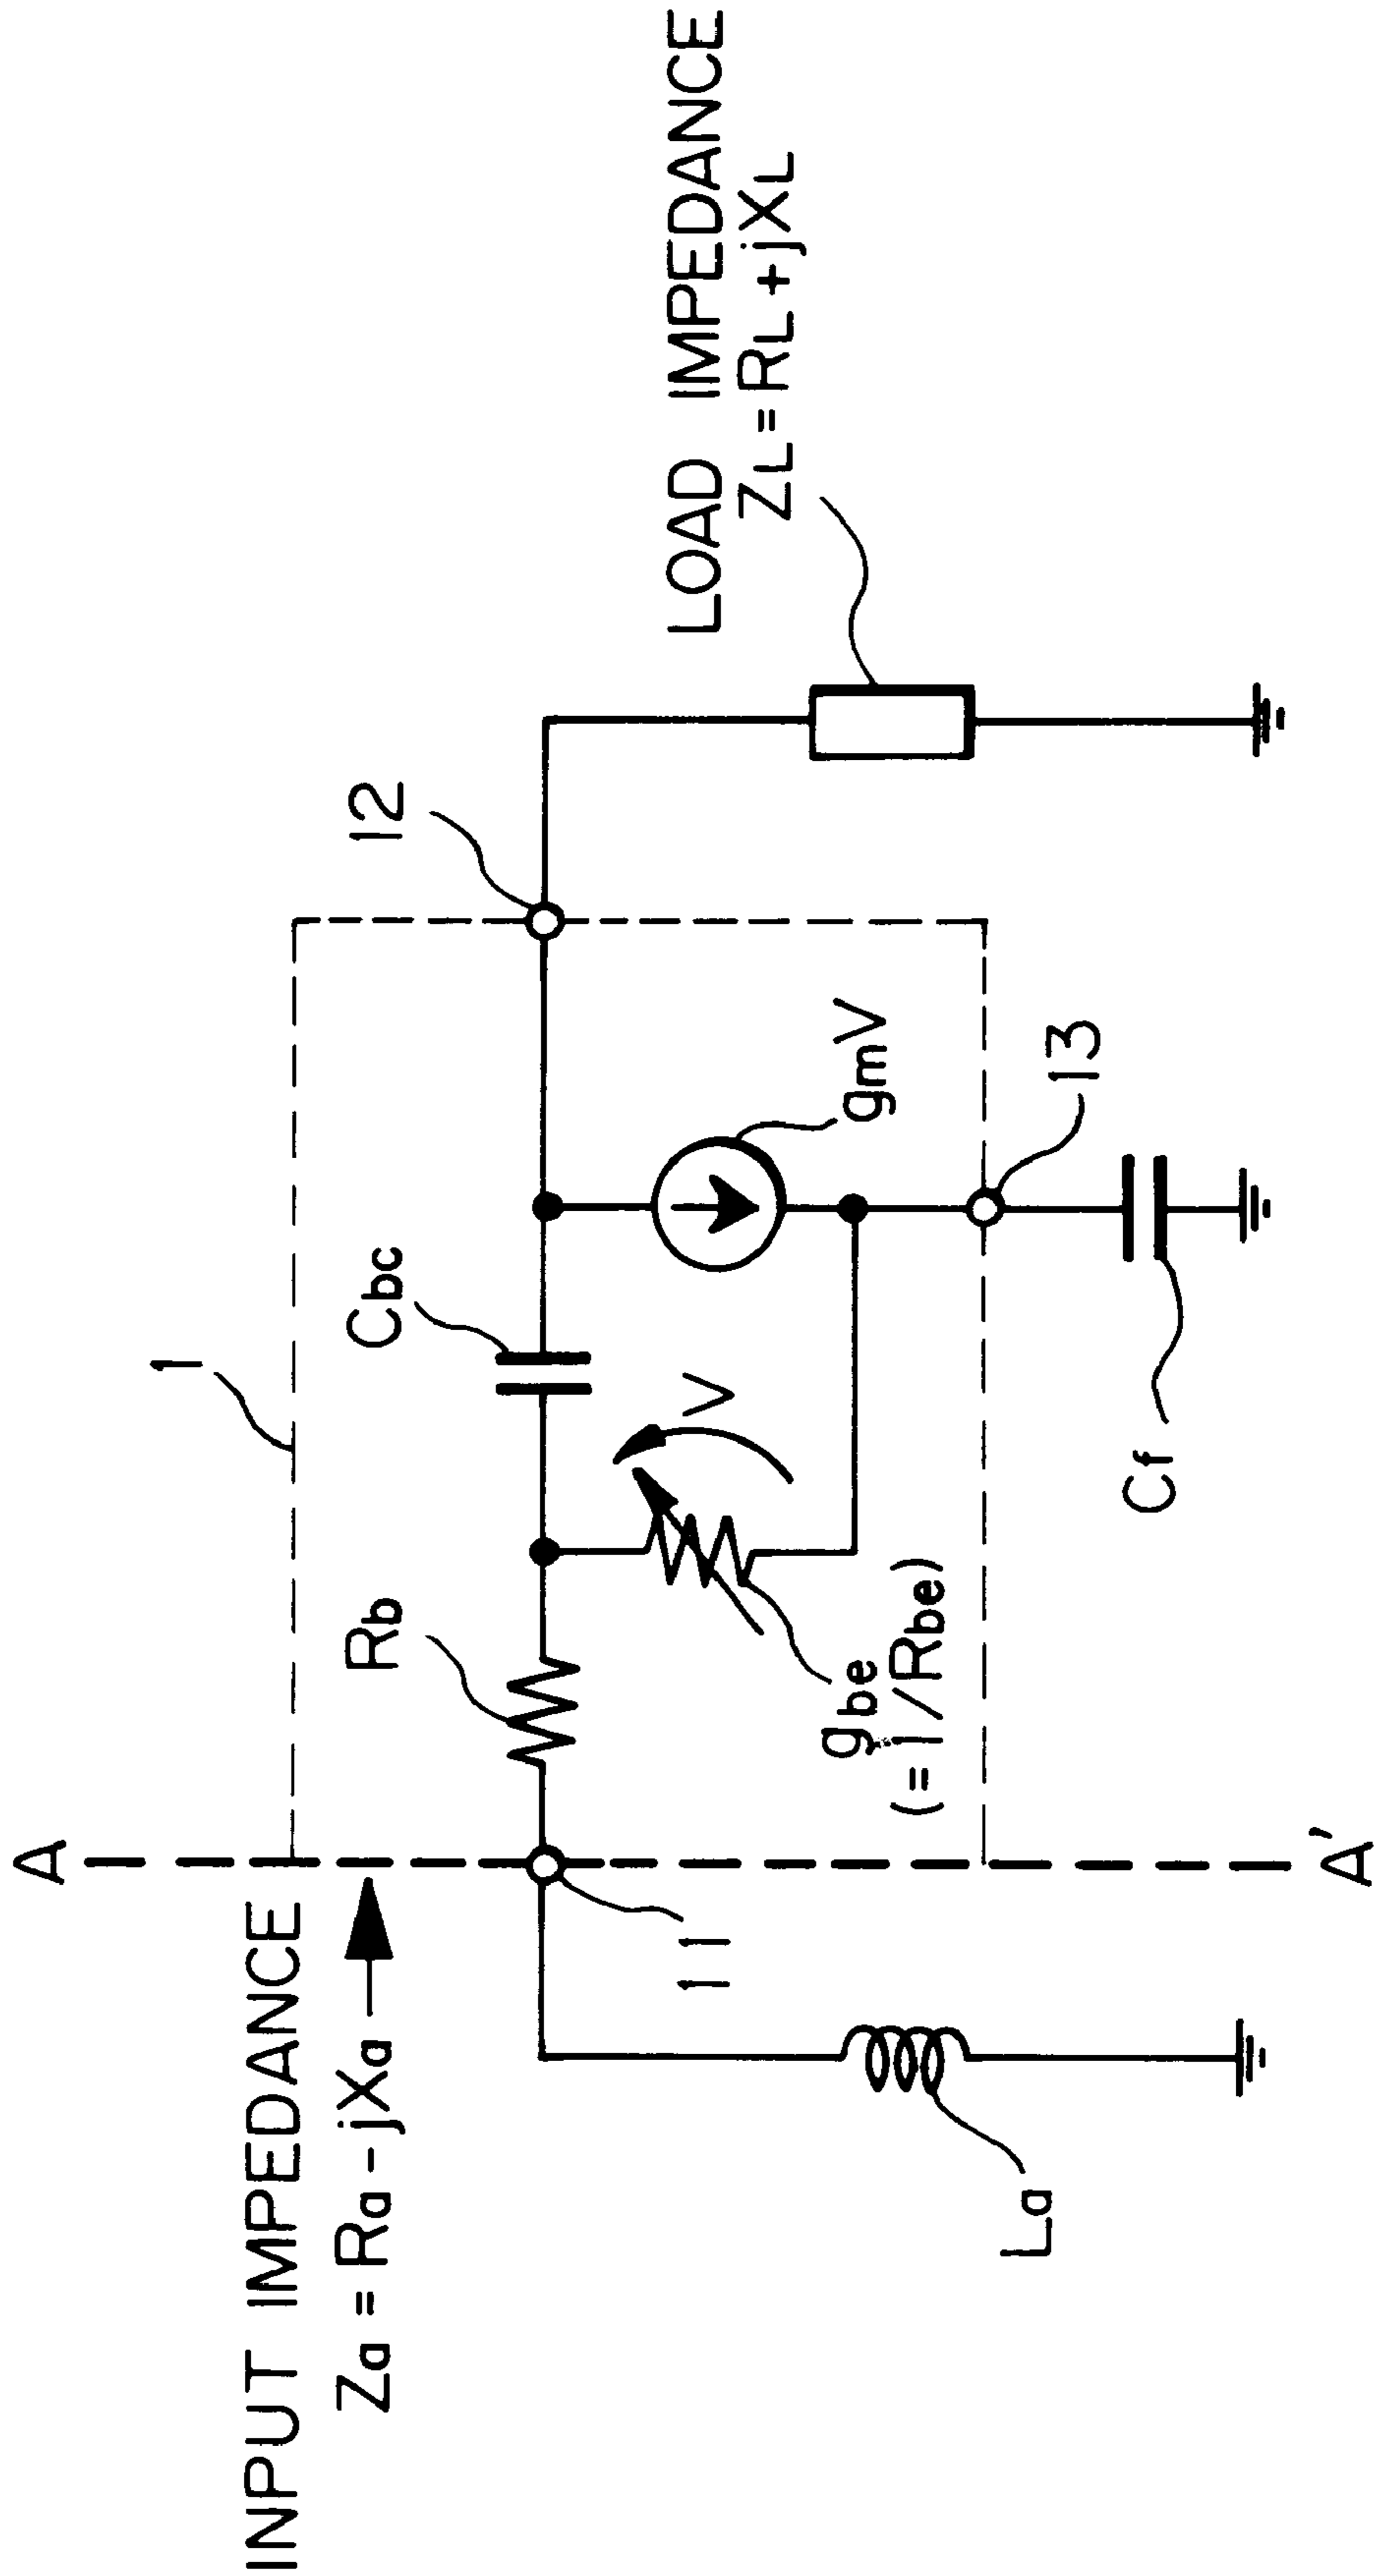 A
INPUT IMPEDANCE
Za = Ra - jXa
1
Rb
Cbc
12
LOAD IMPEDANCE
ZL = RL + jXL
V
gmV
gbe
(= 1/Rbe)
11
13
La
Cf
A'